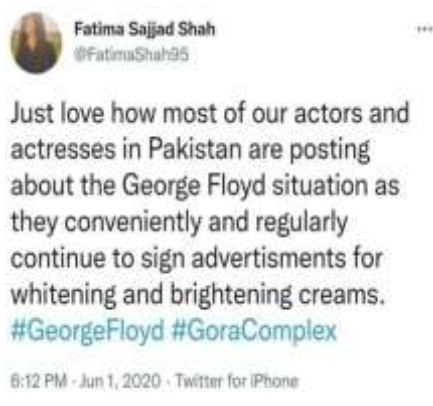 Fatima Sajjad Shah
@FatimaShah95
Just love how most of our actors and
actresses in Pakistan are posting
about the George Floyd situation as
they conveniently and regularly
continue to sign advertisments for
whitening and brightening creams.
#GeorgeFloyd #GoraComplex
6:12 PM · Jun 1, 2020 · Twitter for iPhone